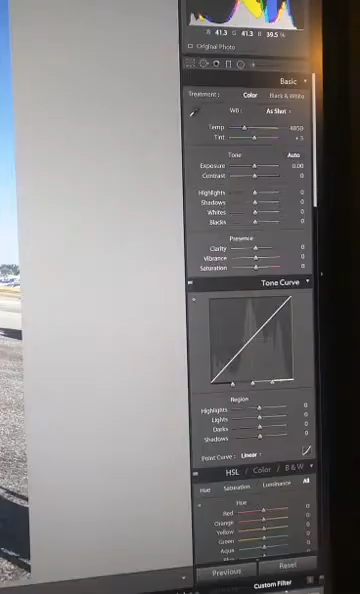 R 41.3 G 41.3 B 39.5 %
Original Photo
Basic
Treatment : Color Black & White
WB : As Shot
Temp 4850
Tint + 5
Tone Auto
Exposure 0.00
Contrast 0
Highlights 0
Shadows 0
Whites 0
Blacks 0
Presence
Clarity 0
Vibrance 0
Saturation 0
Tone Curve
Region
Highlights 0
Lights 0
Darks 0
Shadows 0
Point Curve : Linear
HSL / Color / B & W
Hue Saturation Luminance All
Hue
Red 0
Orange 0
Yellow 0
Green 0
Aqua 0
Previous Reset
Custom Filter